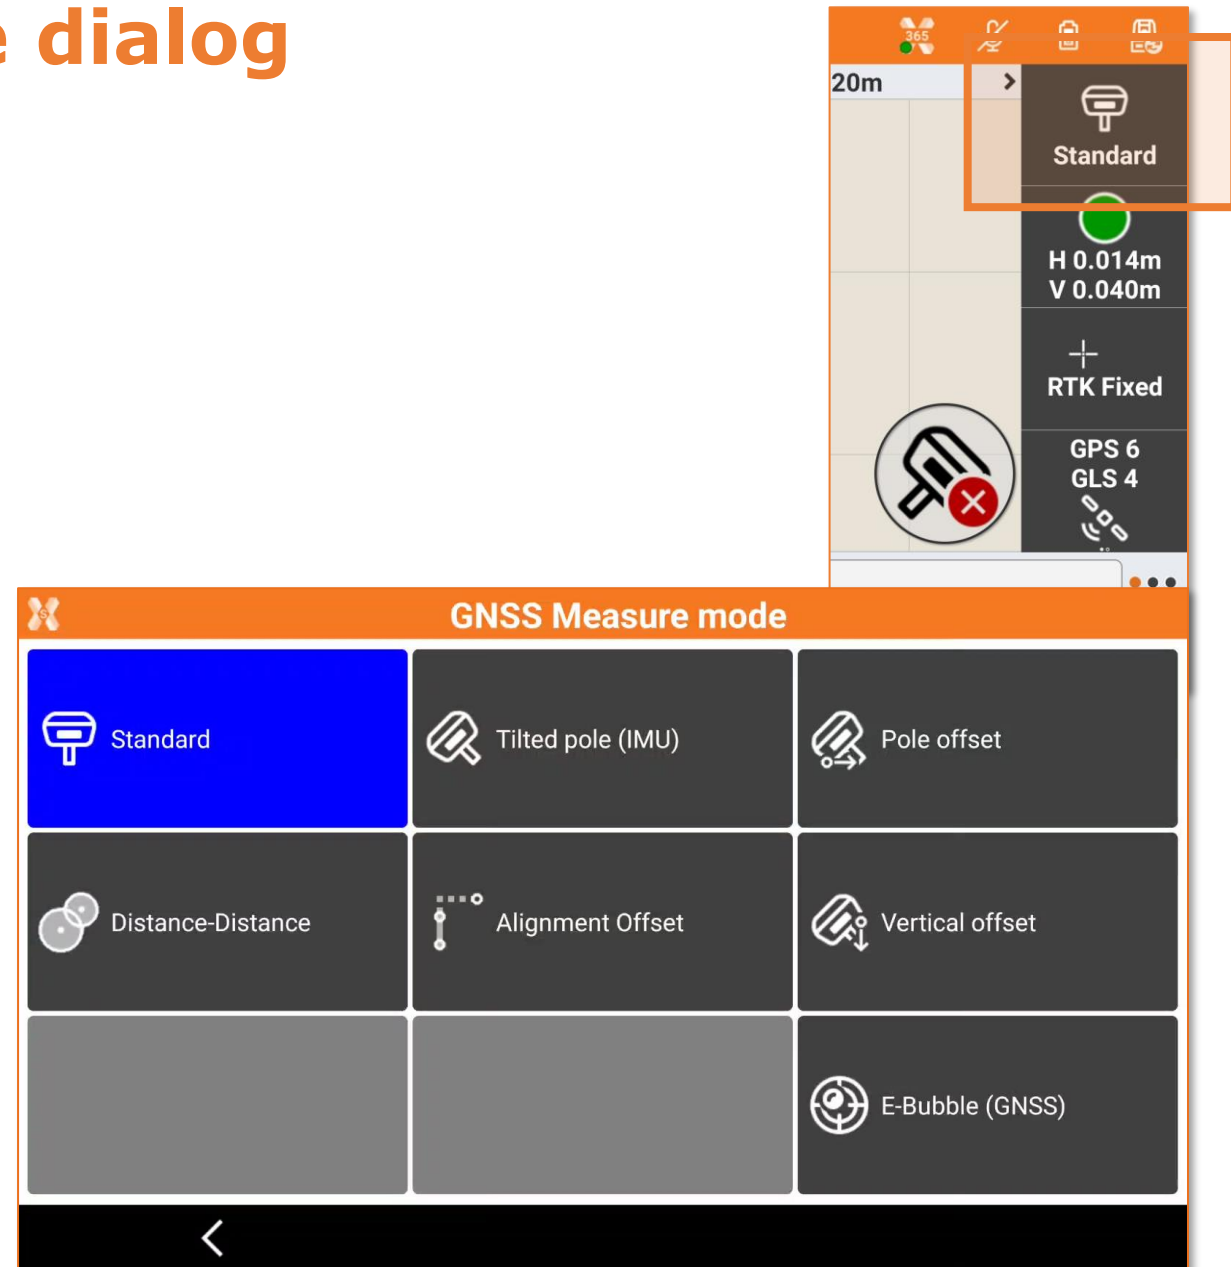 e dialog
365
20m
Standard
H 0.014m
V 0.040m
RTK Fixed
GPS 6
GLS 4
GNSS Measure mode
Standard
Tilted pole (IMU)
Pole offset
Distance-Distance
Alignment Offset
Vertical offset
E-Bubble (GNSS)